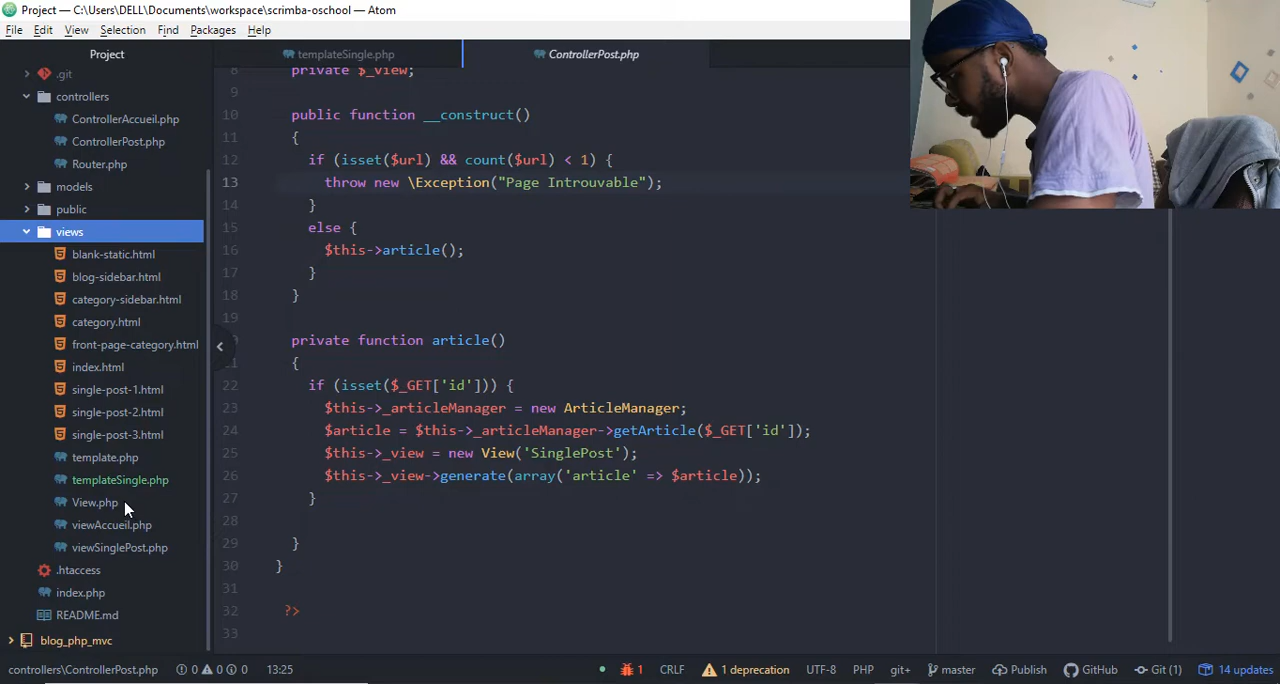 Project — C:\Users\DELL\Documents\workspace\scrimba-oschool — Atom
File Edit View Selection Find Packages Help
Project
templateSingle.php
ControllerPost.php
.git
controllers
ControllerAccueil.php
ControllerPost.php
Router.php
models
public
views
blank-static.html
blog-sidebar.html
category-sidebar.html
category.html
front-page-category.html
index.html
single-post-1.html
single-post-2.html
single-post-3.html
template.php
templateSingle.php
View.php
viewAccueil.php
viewSinglePost.php
.htaccess
index.php
README.md
blog_php_mvc
8 private $_view;
9
10 public function __construct()
11 {
12 if (isset($url) && count($url) < 1) {
13 throw new \Exception("Page Introuvable");
14 }
15 else {
16 $this->article();
17 }
18 }
19
private function article()
{
22 if (isset($_GET['id'])) {
23 $this->_articleManager = new ArticleManager;
24 $article = $this->_articleManager->getArticle($_GET['id']);
25 $this->_view = new View('SinglePost');
26 $this->_view->generate(array('article' => $article));
27 }
28
29 }
30 }
31
32 ?>
33
controllers\ControllerPost.php 0 0 0 13:25 1 CRLF 1 deprecation UTF-8 PHP git+ master Publish GitHub Git (1) 14 updates